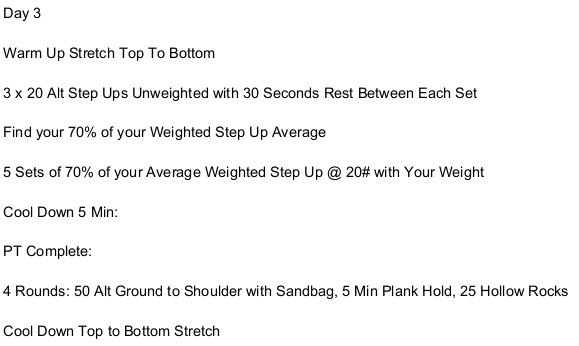 Day 3
Warm Up Stretch Top To Bottom
3 x 20 Alt Step Ups Unweighted with 30 Seconds Rest Between Each Set
Find your 70% of your Weighted Step Up Average
5 Sets of 70% of your Average Weighted Step Up @ 20# with Your Weight
Cool Down 5 Min:
PT Complete:
4 Rounds: 50 Alt Ground to Shoulder with Sandbag, 5 Min Plank Hold, 25 Hollow Rocks
Cool Down Top to Bottom Stretch